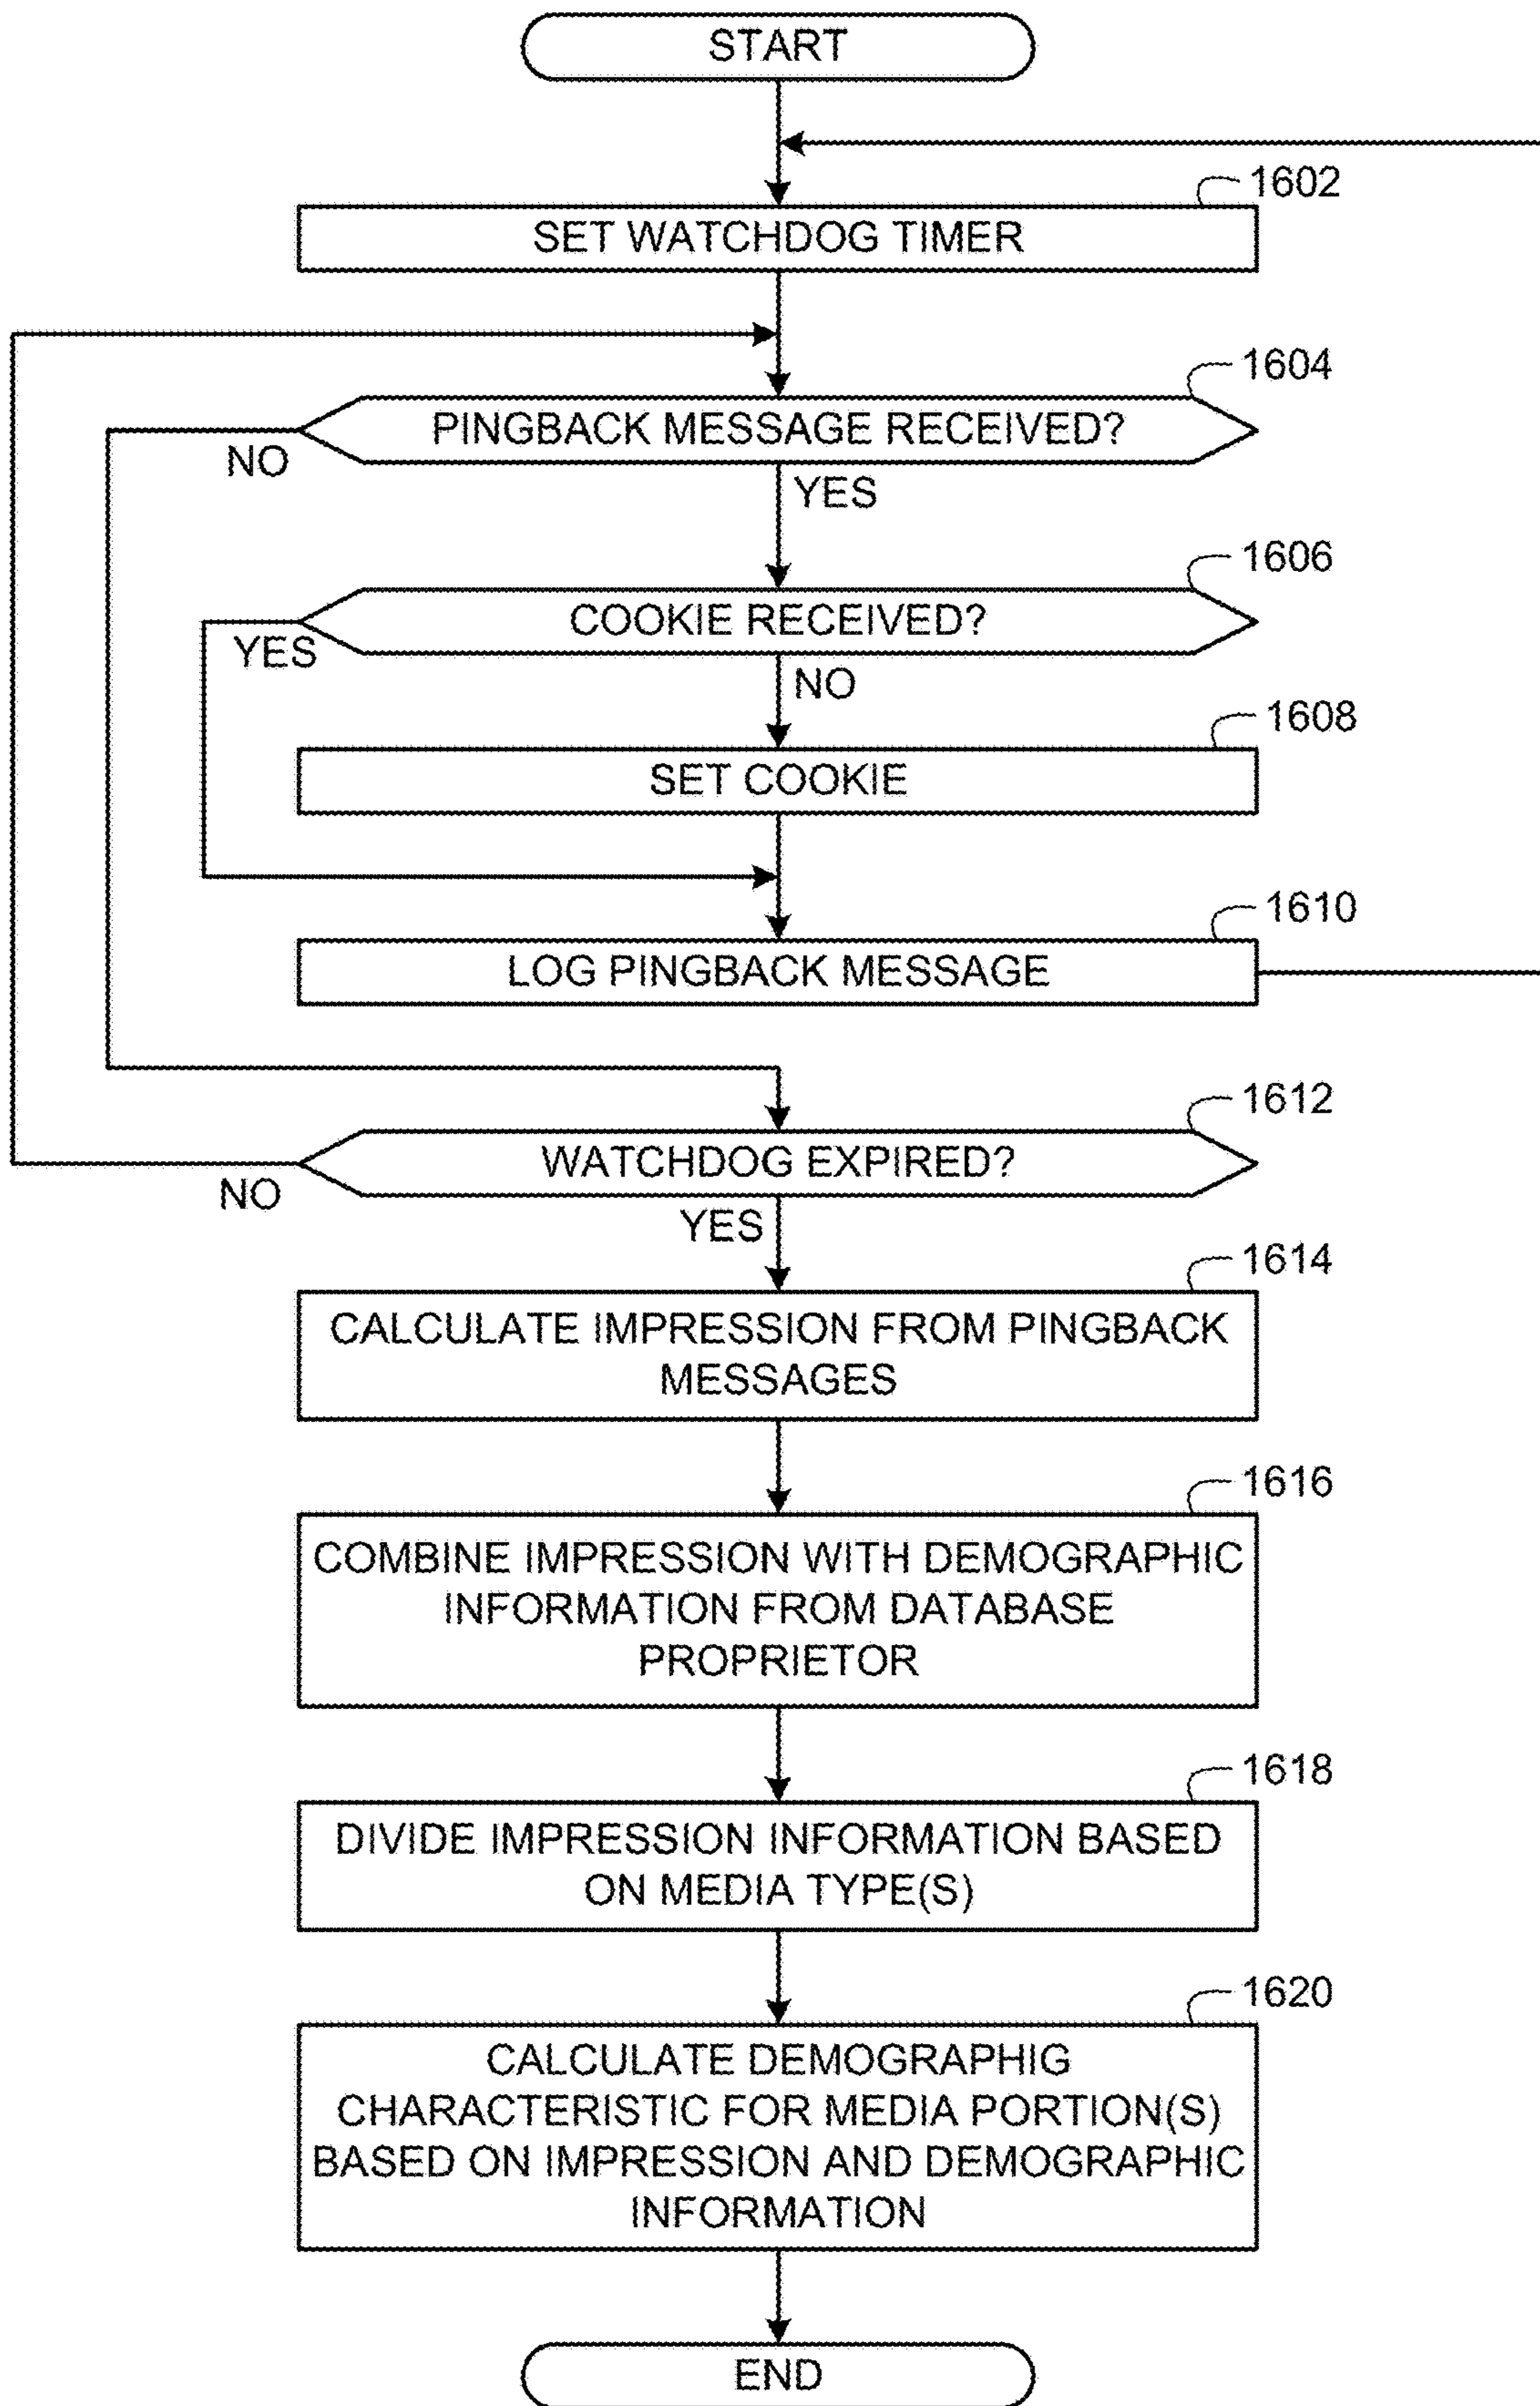 START
1602
SET WATCHDOG TIMER
1604
PINGBACK MESSAGE RECEIVED?
NO
YES
1606
COOKIE RECEIVED?
YES
NO
1608
SET COOKIE
1610
LOG PINGBACK MESSAGE
1612
WATCHDOG EXPIRED?
NO
YES
1614
CALCULATE IMPRESSION FROM PINGBACK
MESSAGES
1616
COMBINE IMPRESSION WITH DEMOGRAPHIC
INFORMATION FROM DATABASE
PROPRIETOR
1618
DIVIDE IMPRESSION INFORMATION BASED
ON MEDIA TYPE(S)
1620
CALCULATE DEMOGRAPHIG
CHARACTERISTIC FOR MEDIA PORTION(S)
BASED ON IMPRESSION AND DEMOGRAPHIC
INFORMATION
END